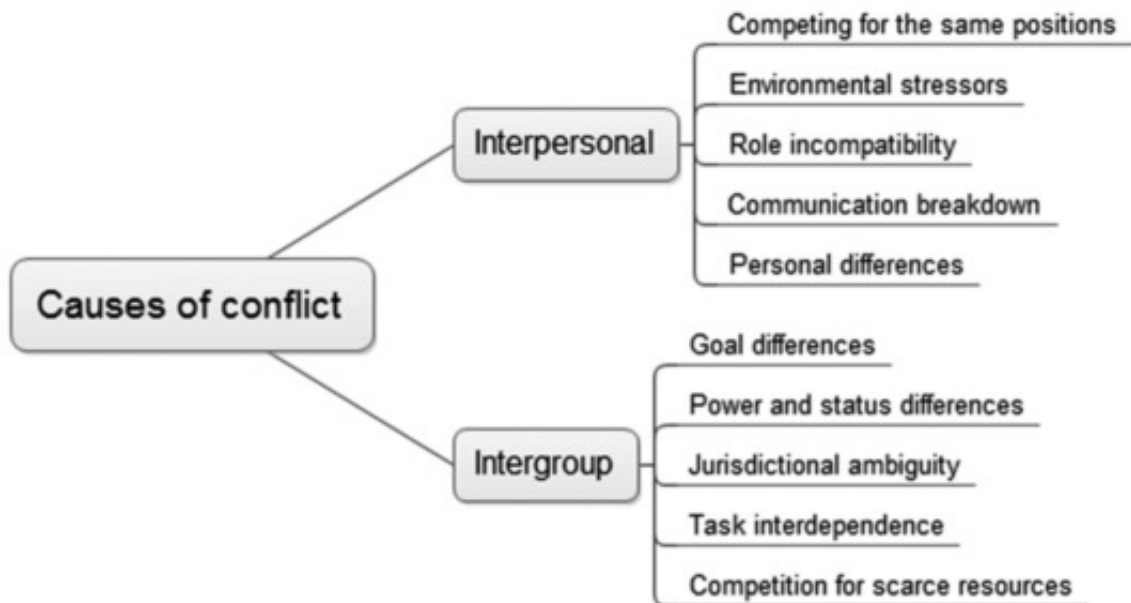 Causes of conflict
Interpersonal
Competing for the same positions
Environmental stressors
Role incompatibility
Communication breakdown
Personal differences
Intergroup
Goal differences
Power and status differences
Jurisdictional ambiguity
Task interdependence
Competition for scarce resources